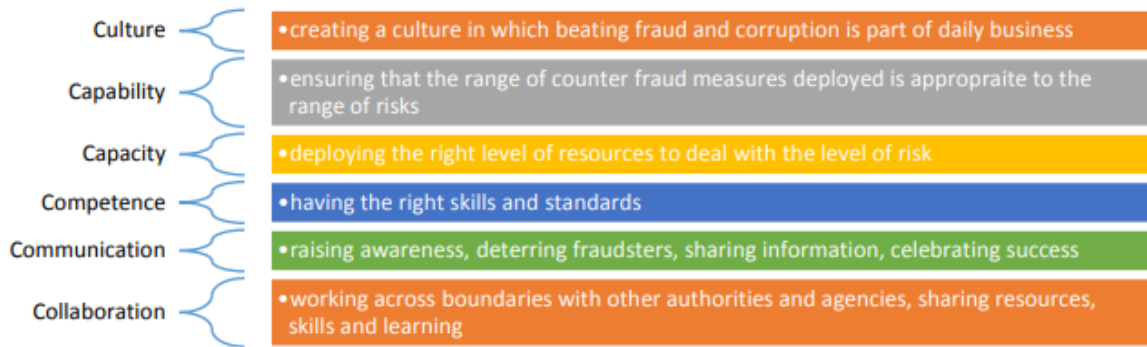 Culture
•creating a culture in which beating fraud and corruption is part of daily business
Capability
•ensuring that the range of counter fraud measures deployed is appropraite to the
range of risks
Capacity
•deploying the right level of resources to deal with the level of risk
Competence
•having the right skills and standards
Communication
•raising awareness, deterring fraudsters, sharing information, celebrating success
Collaboration
•working across boundaries with other authorities and agencies, sharing resources,
skills and learning